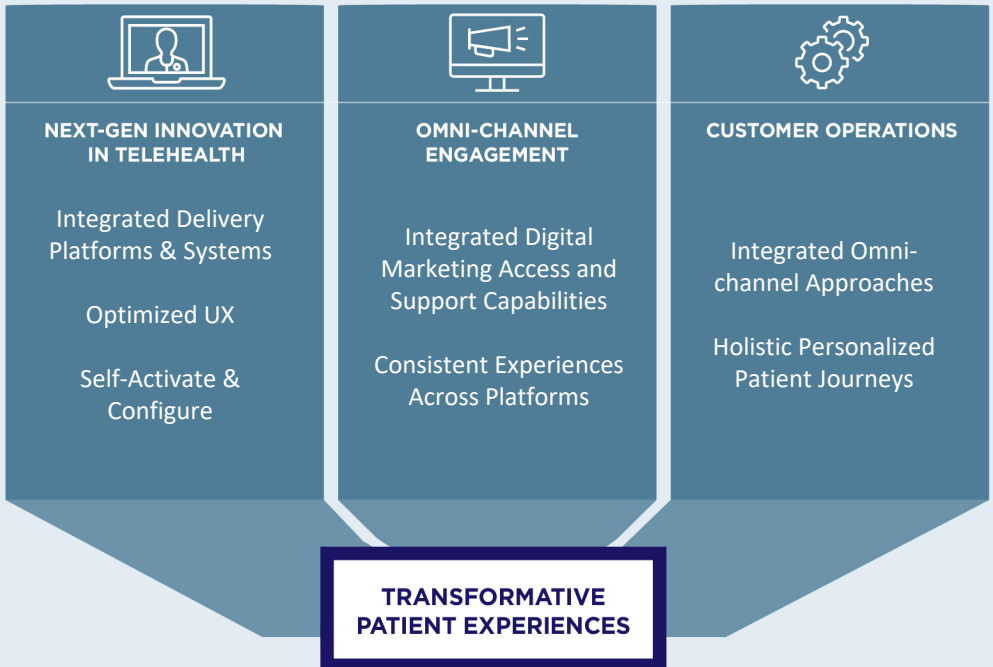 NEXT-GEN INNOVATION
IN TELEHEALTH
Integrated Delivery
Platforms & Systems
Optimized UX
Self-Activate &
Configure
OMNI-CHANNEL
ENGAGEMENT
Integrated Digital
Marketing Access and
Support Capabilities
Consistent Experiences
Across Platforms
CUSTOMER OPERATIONS
Integrated Omni-
channel Approaches
Holistic Personalized
Patient Journeys
TRANSFORMATIVE
PATIENT EXPERIENCES